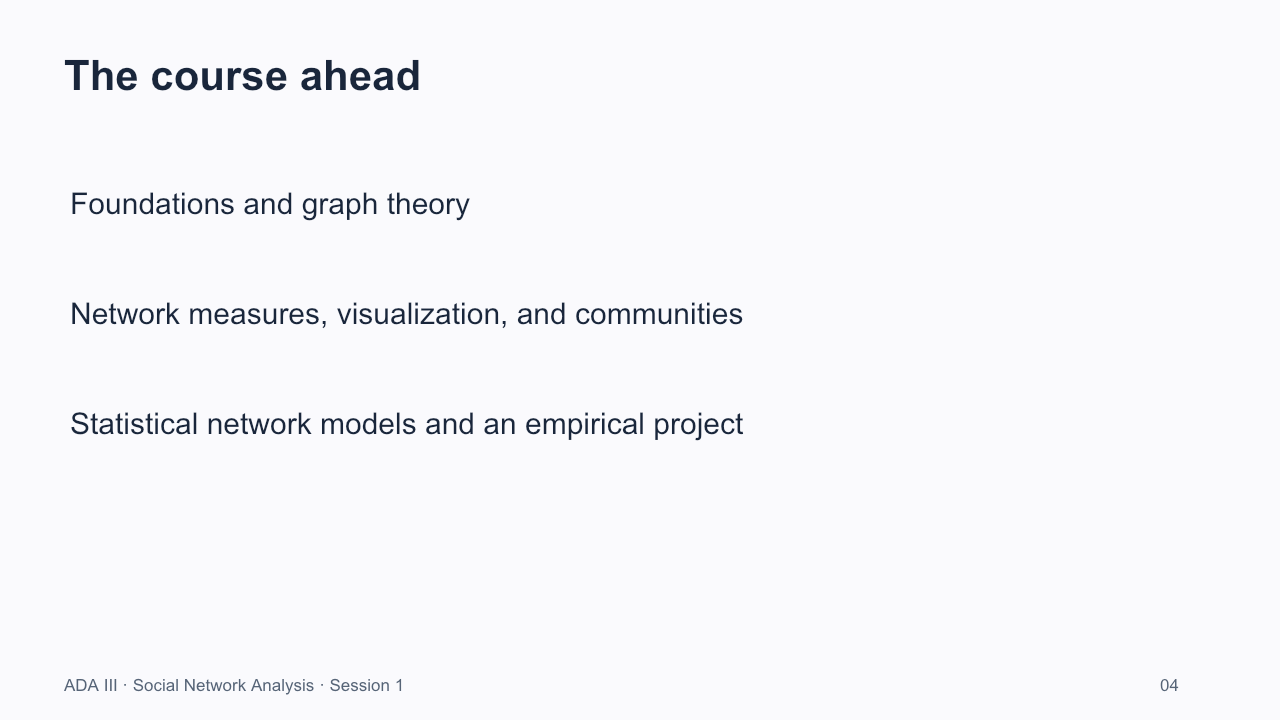 The course ahead
Foundations and graph theory
Network measures, visualization, and communities
Statistical network models and an empirical project
ADA III · Social Network Analysis · Session 1
04